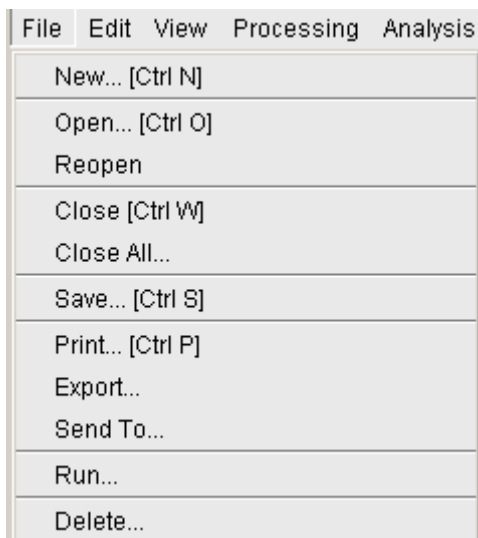 File Edit View Processing Analysis
New... [Ctrl N]
Open... [Ctrl O]
Reopen
Close [Ctrl W]
Close All...
Save... [Ctrl S]
Print... [Ctrl P]
Export...
Send To...
Run...
Delete...